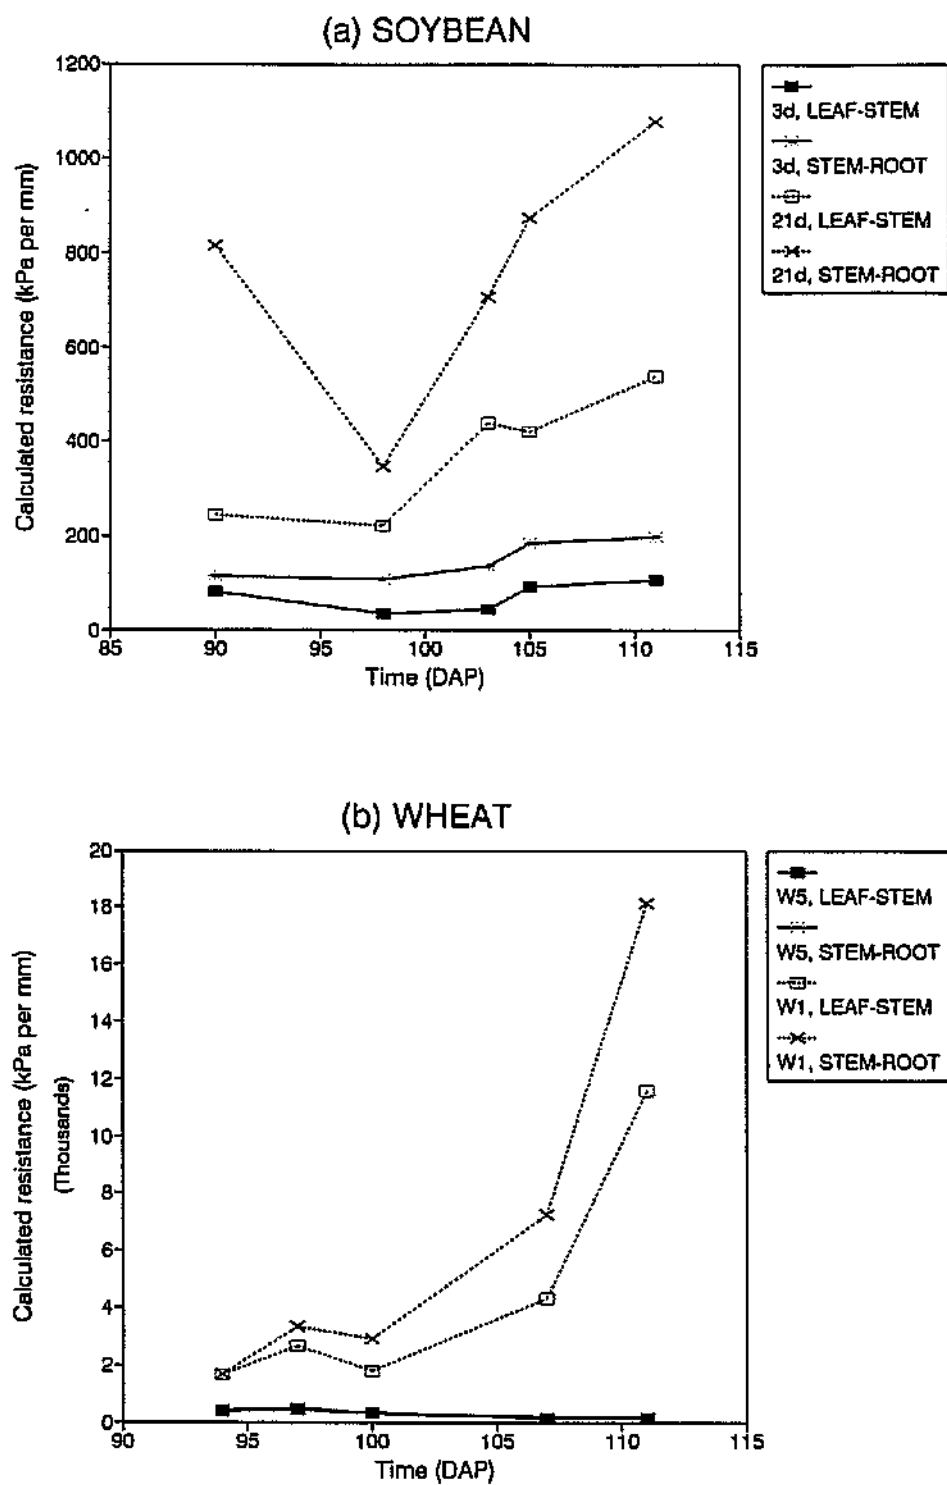 (a) SOYBEAN
1200
1000
800
600
400
200
0
85 90 95 100 105 110 115
Time (DAP)
Calculated resistance (kPa per mm)
3d, LEAF-STEM
3d, STEM-ROOT
21d, LEAF-STEM
21d, STEM-ROOT
(b) WHEAT
20
18
16
14
12
10
8
6
4
2
0
90 95 100 105 110 115
Time (DAP)
Calculated resistance (kPa per mm)
(Thousands)
W5, LEAF-STEM
W5, STEM-ROOT
W1, LEAF-STEM
W1, STEM-ROOT